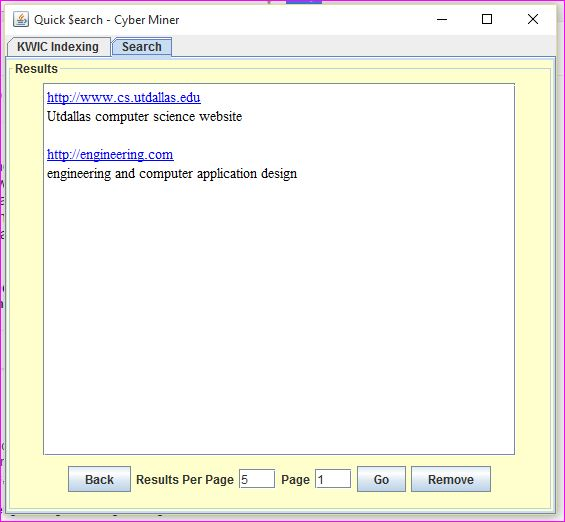 Quick $earch - Cyber Miner
KWIC Indexing Search
Results
http://www.cs.utdallas.edu
Utdallas computer science website
http://engineering.com
engineering and computer application design
Back Results Per Page 5 Page 1 Go Remove